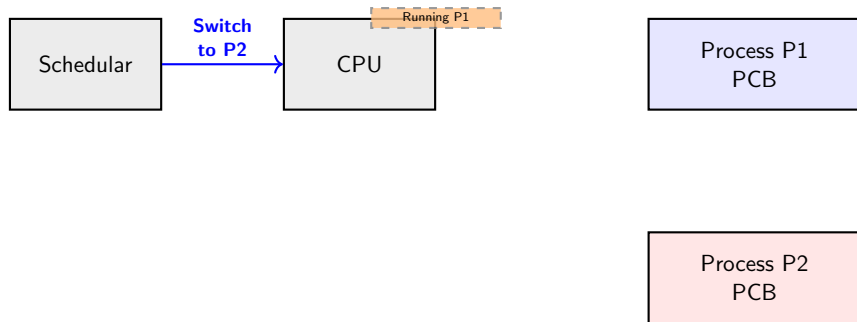 Running P1
Switch
to P2
Schedular
CPU
Process P1
PCB
Process P2
PCB